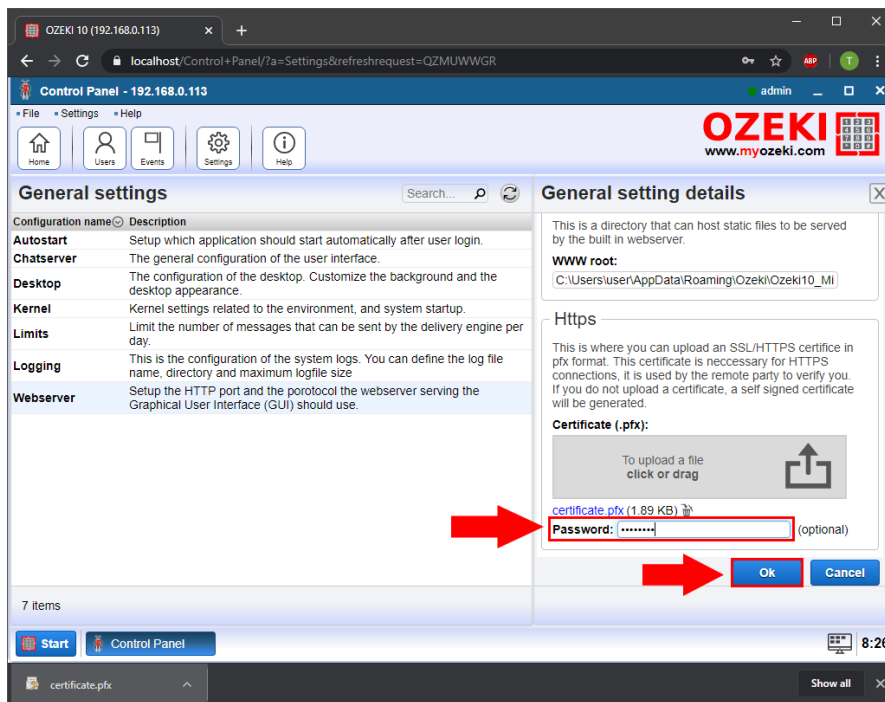 OZEKI 10 (192.168.0.113)
localhost/Control+Panel/?a=Settings&refreshrequest=QZMUWWGR
ABP
T
Control Panel - 192.168.0.113
admin
File Settings Help
Home
Users
Events
Settings
Help
OZEKI
www.myozeki.com
General settings
Search...
Configuration name Description
Autostart Setup which application should start automatically after user login.
Chatserver The general configuration of the user interface.
Desktop The configuration of the desktop. Customize the background and the
desktop appearance.
Kernel Kernel settings related to the environment, and system startup.
Limits Limit the number of messages that can be sent by the delivery engine per
day.
Logging This is the configuration of the system logs. You can define the log file
name, directory and maximum logfile size
Webserver Setup the HTTP port and the porotocol the webserver serving the
Graphical User Interface (GUI) should use.
7 items
General setting details
This is a directory that can host static files to be served
by the built in webserver.
WWW root:
C:\Users\user\AppData\Roaming\Ozeki\Ozeki10_Mi
Https
This is where you can upload an SSL/HTTPS certifice in
pfx format. This certificate is neccessary for HTTPS
connections, it is used by the remote party to verify you.
If you do not upload a certificate, a self signed certificate
will be generated.
Certificate (.pfx):
To upload a file
click or drag
certificate.pfx (1.89 KB)
Password: •••••••• (optional)
Ok
Cancel
Start
Control Panel
8:26
certificate.pfx
Show all